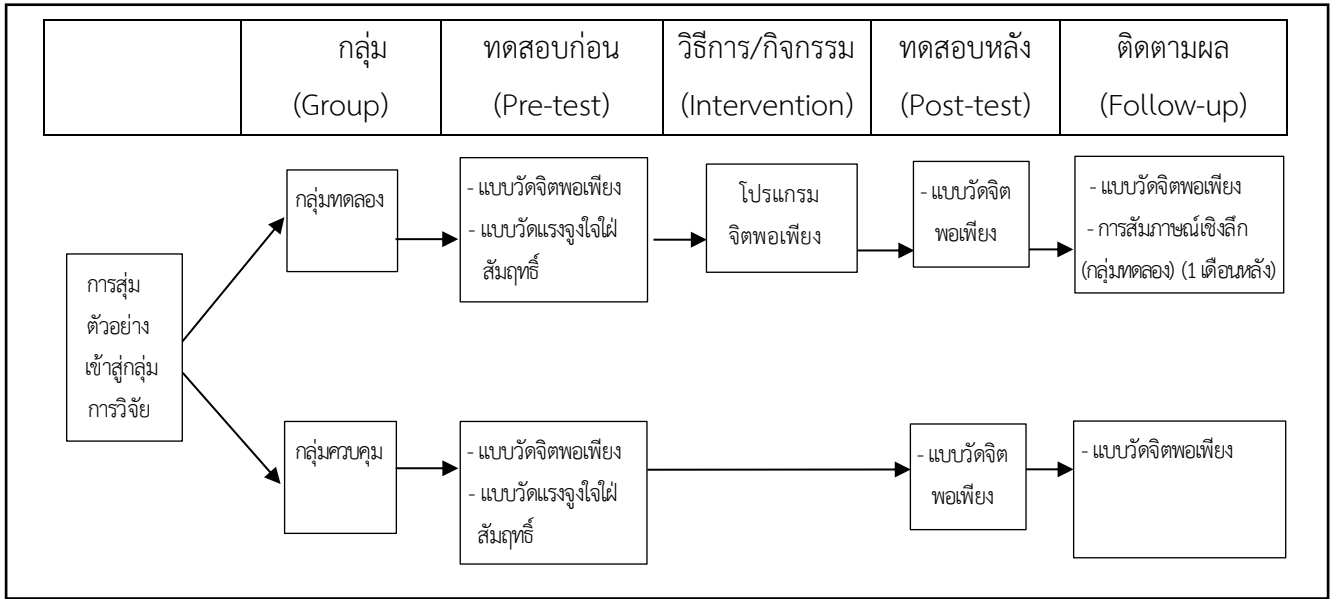 กลุ่ม
(Group)
ทดสอบก่อน
(Pre-test)
วิธีการ/กิจกรรม
(Intervention)
ทดสอบหลัง
(Post-test)
ติดตามผล
(Follow-up)
การสุ่ม
ตัวอย่าง
เข้าสู่กลุ่ม
การวิจัย
กลุ่มทดลอง
- แบบวัดจิตพอเพียง
- แบบวัดแรงจูงใจใฝ่
สัมฤทธิ์
โปรแกรม
จิตพอเพียง
- แบบวัดจิต
พอเพียง
- แบบวัดจิตพอเพียง
- การสัมภาษณ์เชิงลึก
(กลุ่มทดลอง) (1 เดือนหลัง)
กลุ่มควบคุม
- แบบวัดจิตพอเพียง
- แบบวัดแรงจูงใจใฝ่
สัมฤทธิ์
- แบบวัดจิต
พอเพียง
- แบบวัดจิตพอเพียง